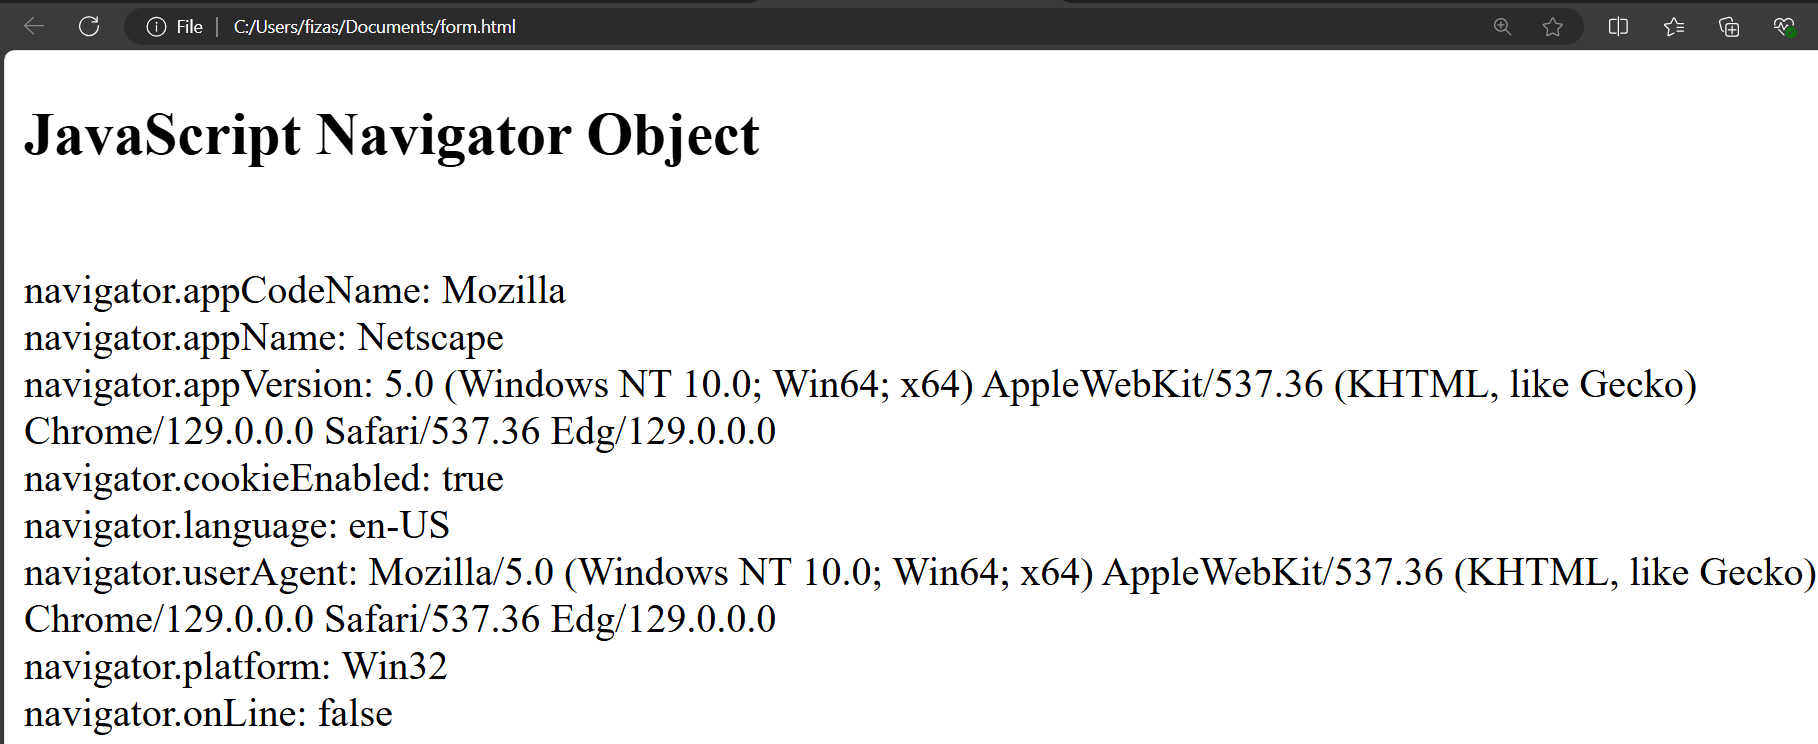 File | C:/Users/fizas/Documents/form.html
JavaScript Navigator Object
navigator.appCodeName: Mozilla
navigator.appName: Netscape
navigator.appVersion: 5.0 (Windows NT 10.0; Win64; x64) AppleWebKit/537.36 (KHTML, like Gecko)
Chrome/129.0.0.0 Safari/537.36 Edg/129.0.0.0
navigator.cookieEnabled: true
navigator.language: en-US
navigator.userAgent: Mozilla/5.0 (Windows NT 10.0; Win64; x64) AppleWebKit/537.36 (KHTML, like Gecko)
Chrome/129.0.0.0 Safari/537.36 Edg/129.0.0.0
navigator.platform: Win32
navigator.onLine: false